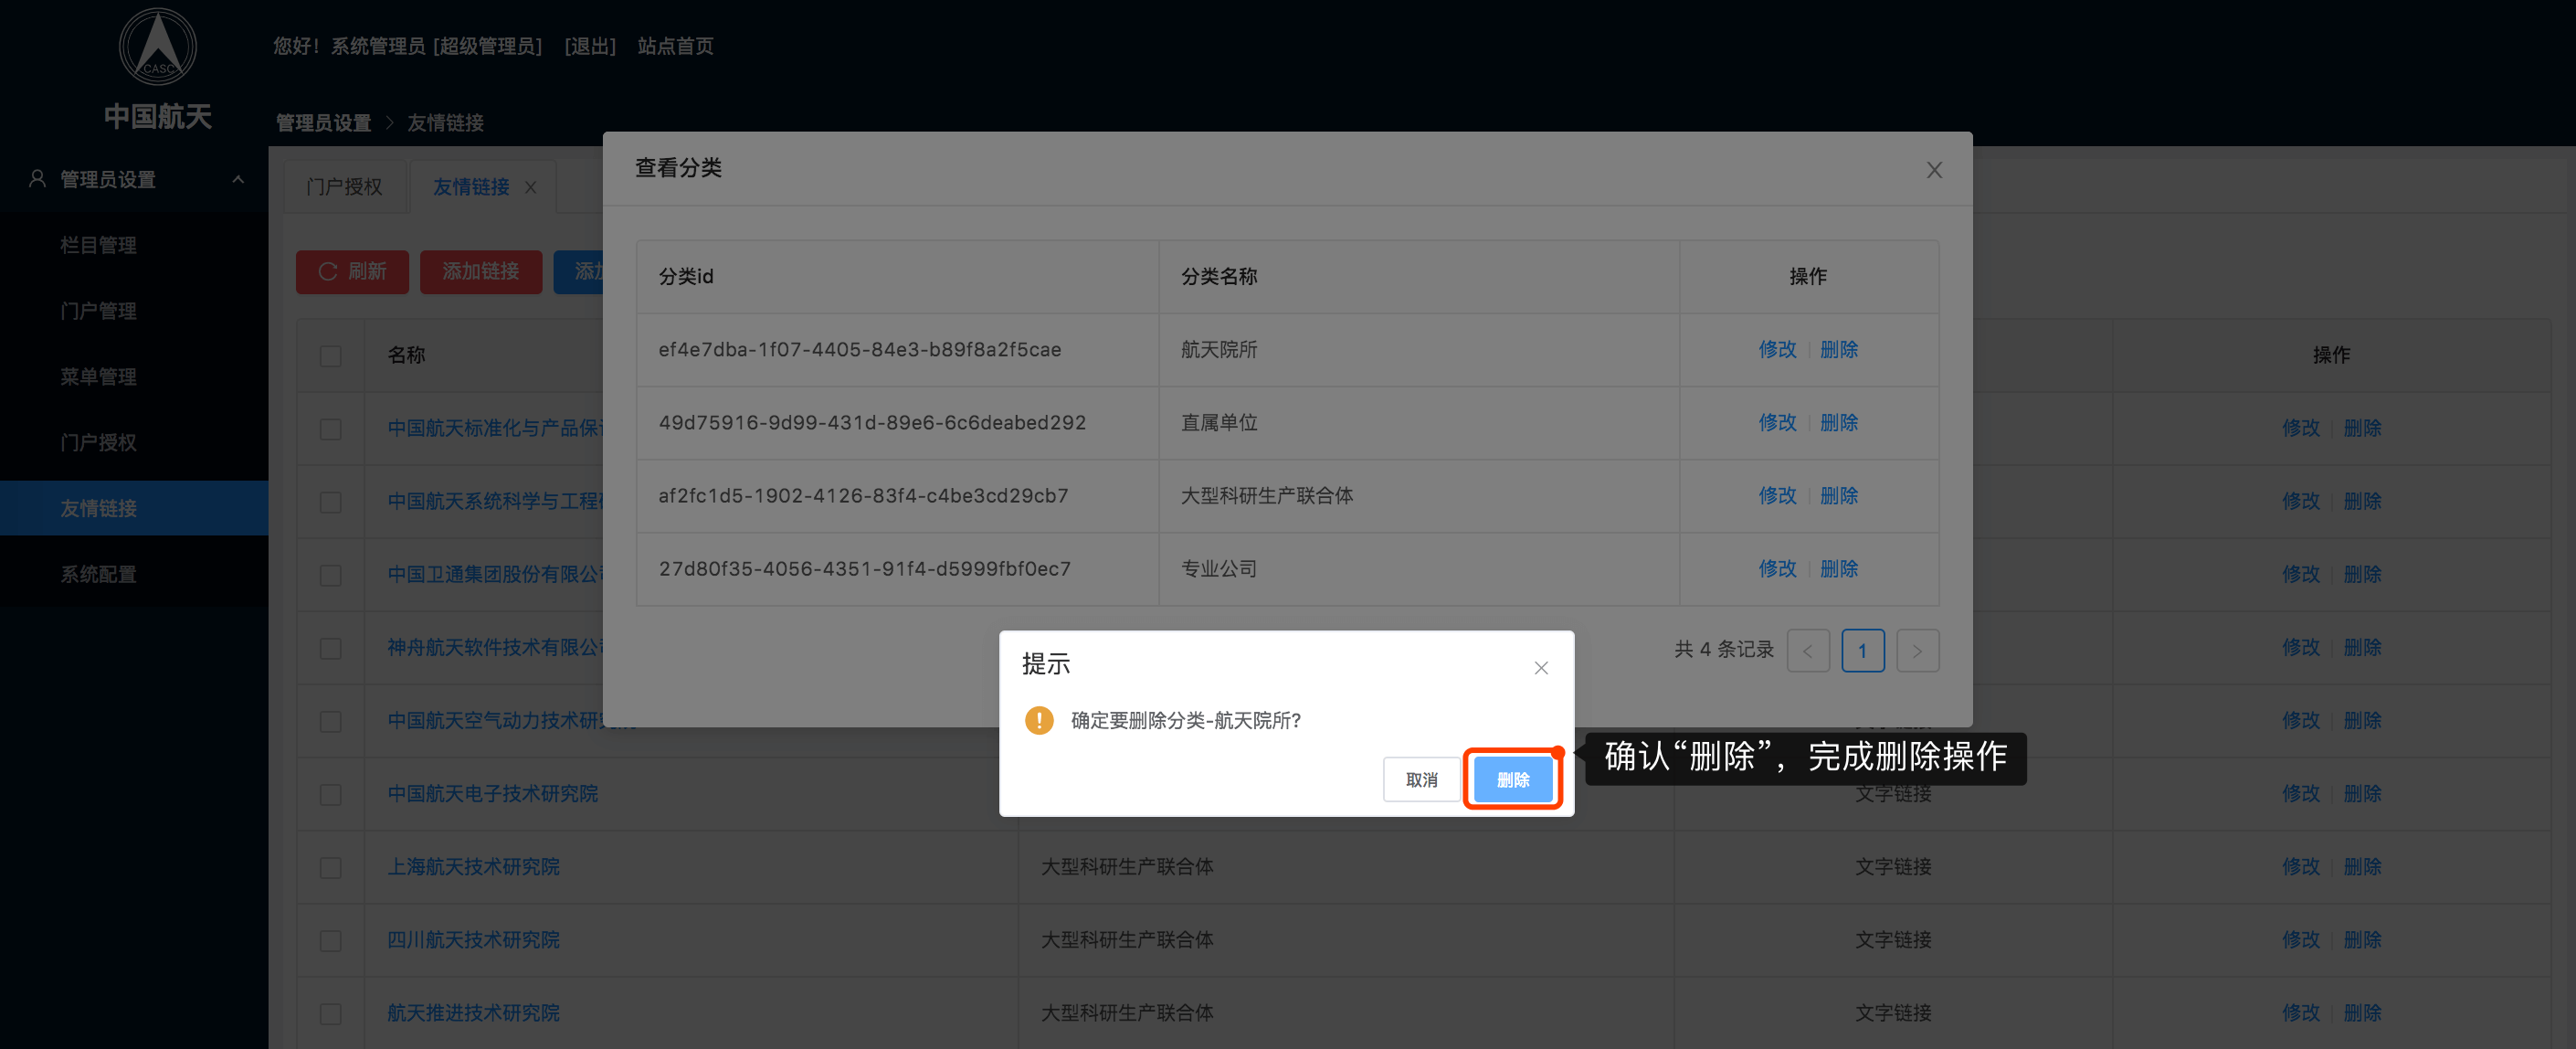 CASC
中国航天
您好！系统管理员 [超级管理员] [退出] 站点首页
管理员设置 > 友情链接
管理员设置
栏目管理
门户管理
菜单管理
门户授权
友情链接
系统配置
门户授权 友情链接
刷新 添加链接
名称 操作
中国航天标准化与产品保 修改 删除
中国航天系统科学与工程 修改 删除
中国卫通集团股份有限公 修改 删除
神舟航天软件技术有限公 修改 删除
中国航天空气动力技术研究院 修改 删除
中国航天电子技术研究院 文字链接 修改 删除
上海航天技术研究院 大型科研生产联合体 文字链接 修改 删除
四川航天技术研究院 大型科研生产联合体 文字链接 修改 删除
航天推进技术研究院 大型科研生产联合体 文字链接 修改 删除
查看分类
分类id 分类名称 操作
ef4e7dba-1f07-4405-84e3-b89f8a2f5cae 航天院所 修改 删除
49d75916-9d99-431d-89e6-6c6deabed292 直属单位 修改 删除
af2fc1d5-1902-4126-83f4-c4be3cd29cb7 大型科研生产联合体 修改 删除
27d80f35-4056-4351-91f4-d5999fbf0ec7 专业公司 修改 删除
共 4 条记录 < 1 >
提示
确定要删除分类-航天院所?
取消 删除
确认“删除”，完成删除操作